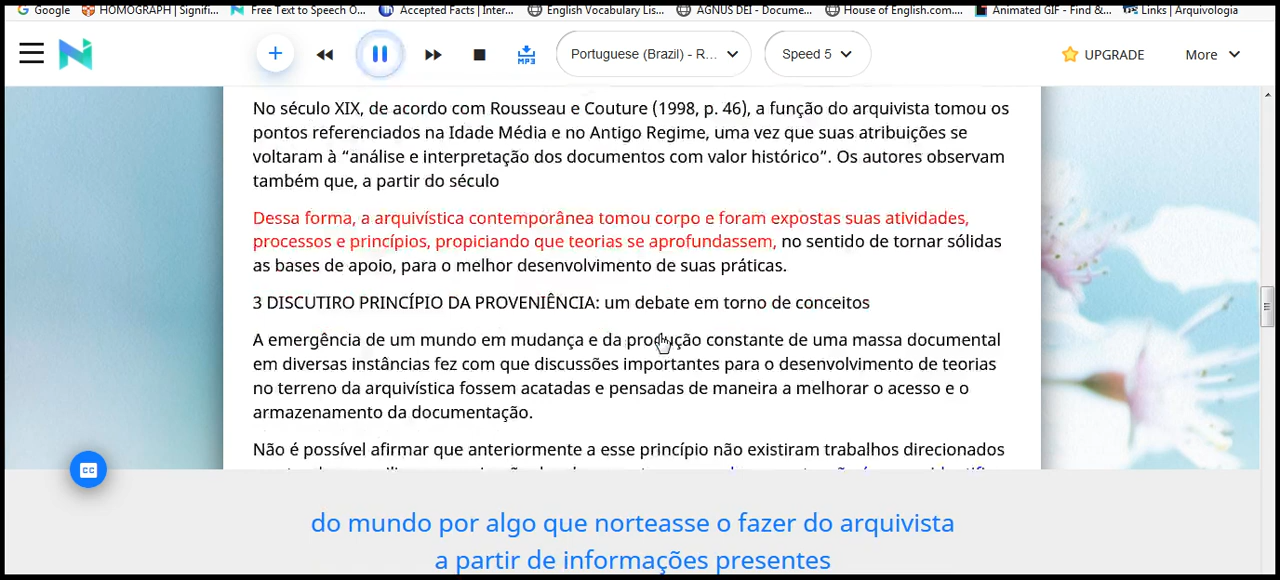 Google
HOMOGRAPH | Signifi...
Free Text to Speech O...
Accepted Facts | Inter...
English Vocabulary Lis...
AGNUS DEI - Docume...
House of English.com....
Animated GIF - Find &...
Links | Arquivologia
MP3
Portuguese (Brazil) - R...
Speed 5
UPGRADE
More
No século XIX, de acordo com Rousseau e Couture (1998, p. 46), a função do arquivista tomou os
pontos referenciados na Idade Média e no Antigo Regime, uma vez que suas atribuições se
voltaram à “análise e interpretação dos documentos com valor histórico”. Os autores observam
também que, a partir do século
Dessa forma, a arquivística contemporânea tomou corpo e foram expostas suas atividades,
processos e princípios, propiciando que teorias se aprofundassem, no sentido de tornar sólidas
as bases de apoio, para o melhor desenvolvimento de suas práticas.
3 DISCUTIRO PRINCÍPIO DA PROVENIÊNCIA: um debate em torno de conceitos
A emergência de um mundo em mudança e da produção constante de uma massa documental
em diversas instâncias fez com que discussões importantes para o desenvolvimento de teorias
no terreno da arquivística fossem acatadas e pensadas de maneira a melhorar o acesso e o
armazenamento da documentação.
Não é possível afirmar que anteriormente a esse princípio não existiram trabalhos direcionados
CC
do mundo por algo que norteasse o fazer do arquivista
a partir de informações presentes